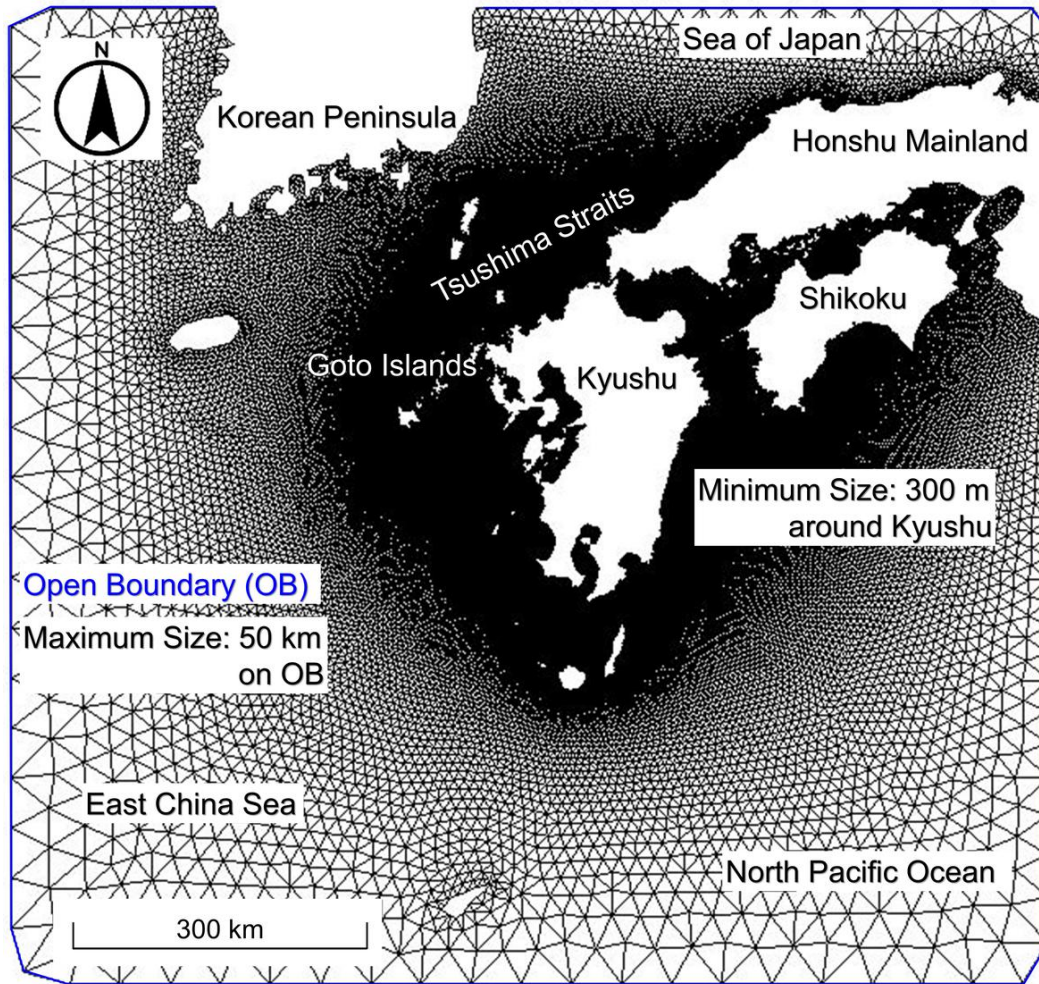 Sea of Japan
N
Korean Peninsula
Honshu Mainland
Tsushima Straits
Shikoku
Goto Islands
Kyushu
Minimum Size: 300 m
around Kyushu
Open Boundary (OB)
Maximum Size: 50 km
on OB
East China Sea
North Pacific Ocean
300 km